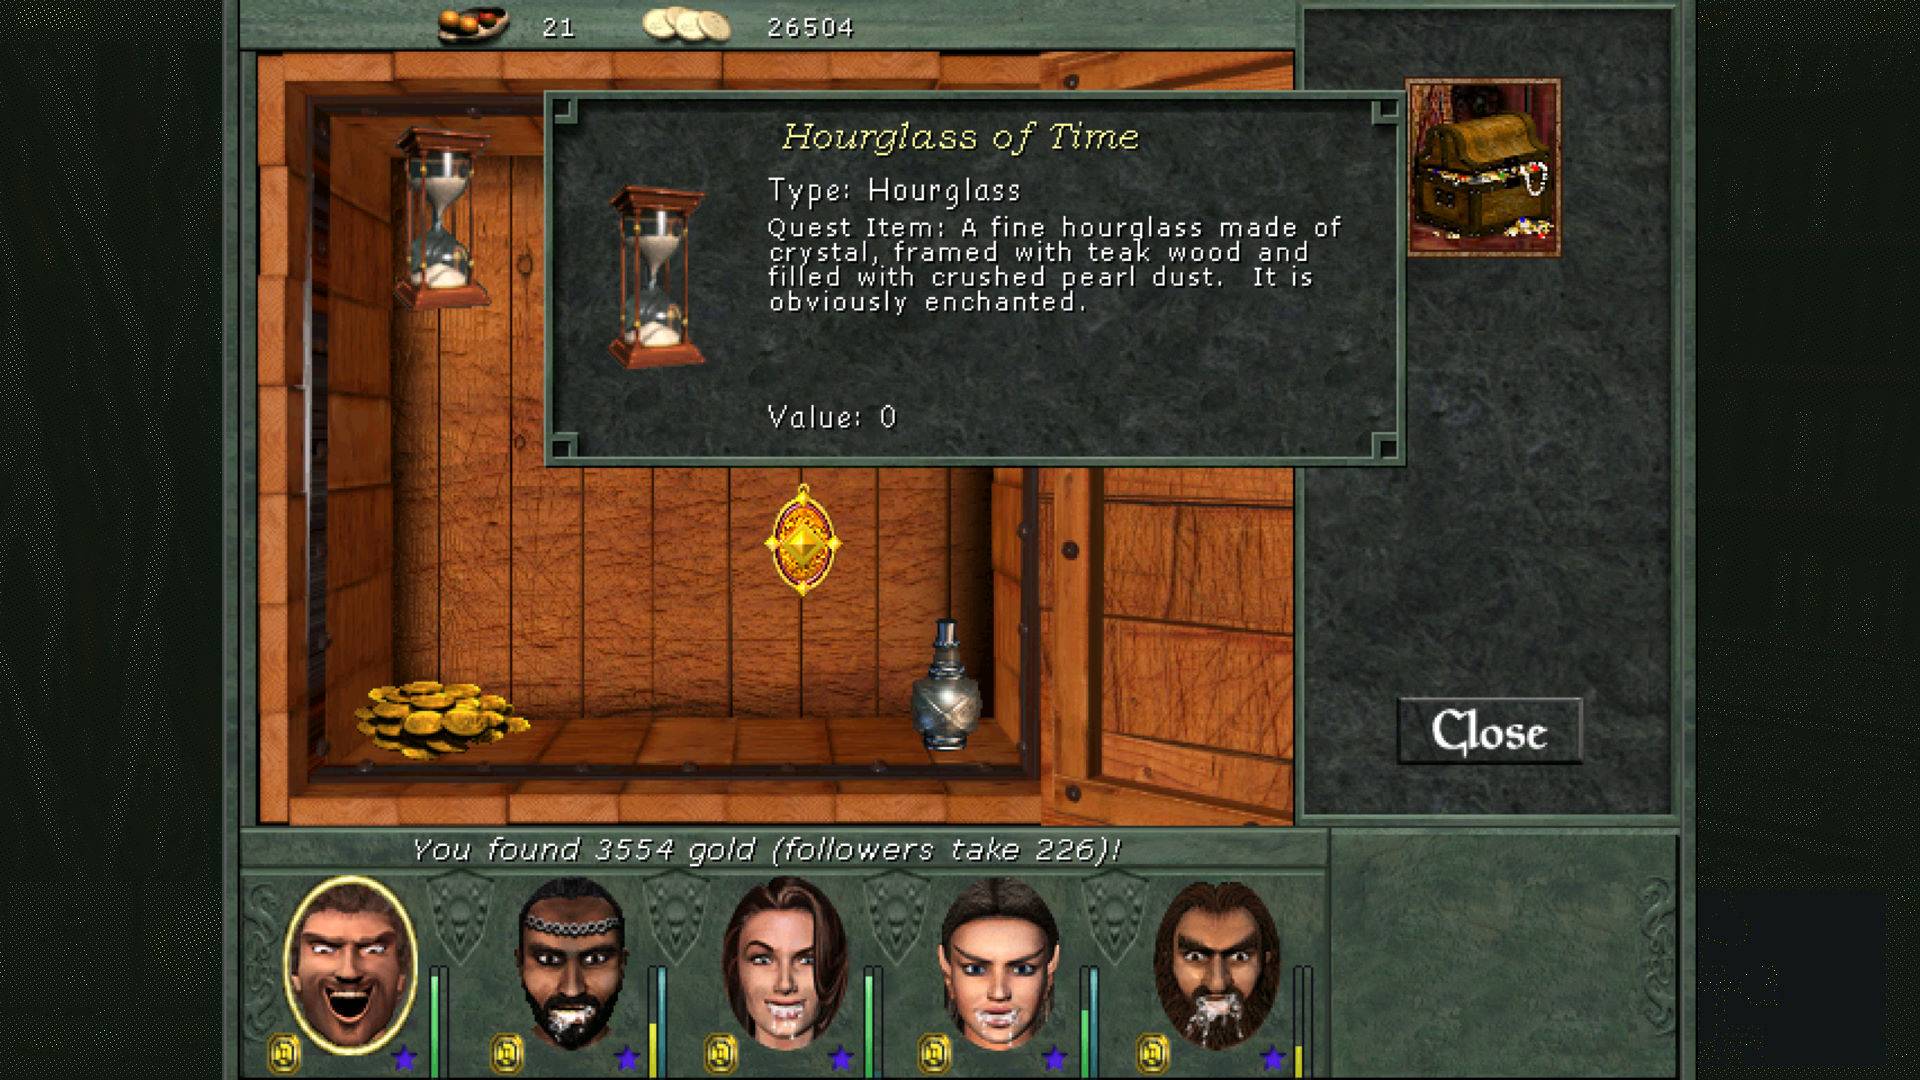 21 26504
Hourglass of Time
Type: Hourglass
Quest Item: A fine hourglass made of
crystal, framed with teak wood and
filled with crushed pearl dust. It is
obviously enchanted.
Value: 0
Close
You found 3554 gold (followers take 226)!